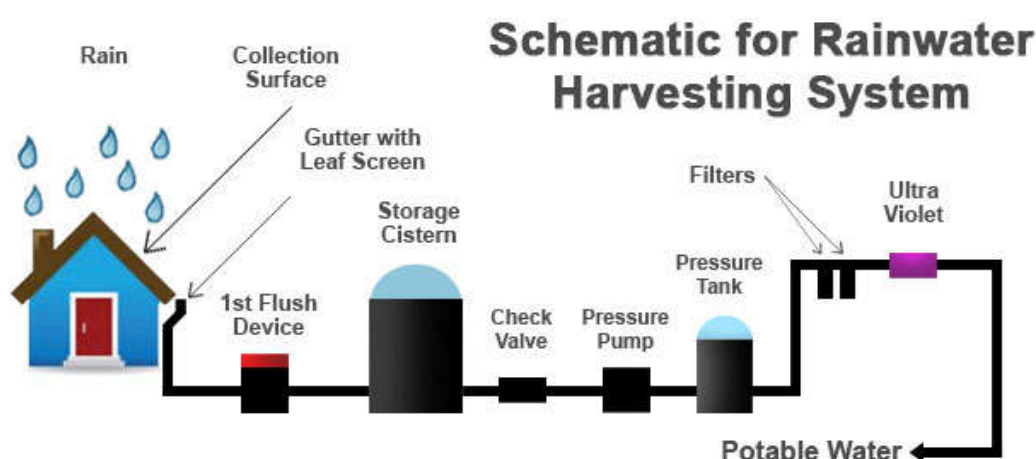 Schematic for Rainwater
Harvesting System
Rain
Collection
Surface
Gutter with
Leaf Screen
Storage
Cistern
1st Flush
Device
Check
Valve
Pressure
Pump
Pressure
Tank
Filters
Ultra
Violet
Potable Water